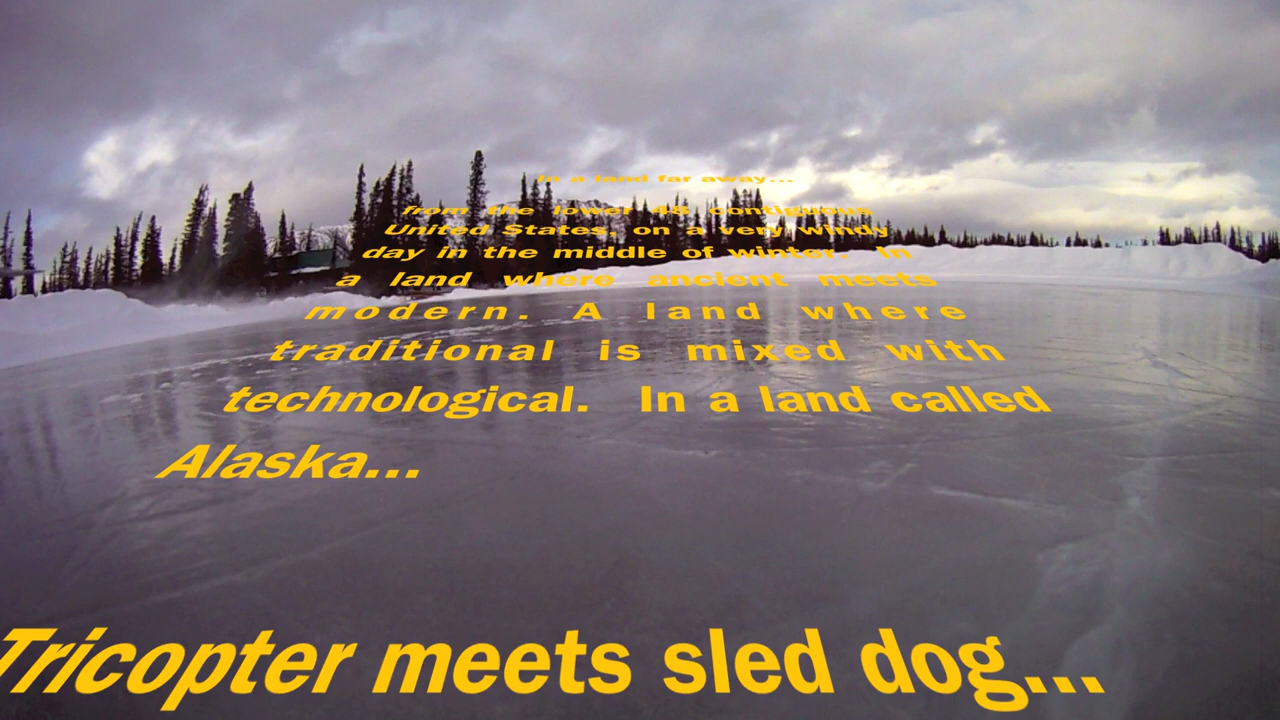 In a land far away...
from the lower 48 contiguous
United States, on a very windy
day in the middle of winter. In
a land where ancient meets
modern. A land where
traditional is mixed with
technological. In a land called
Alaska...
Tricopter meets sled dog...